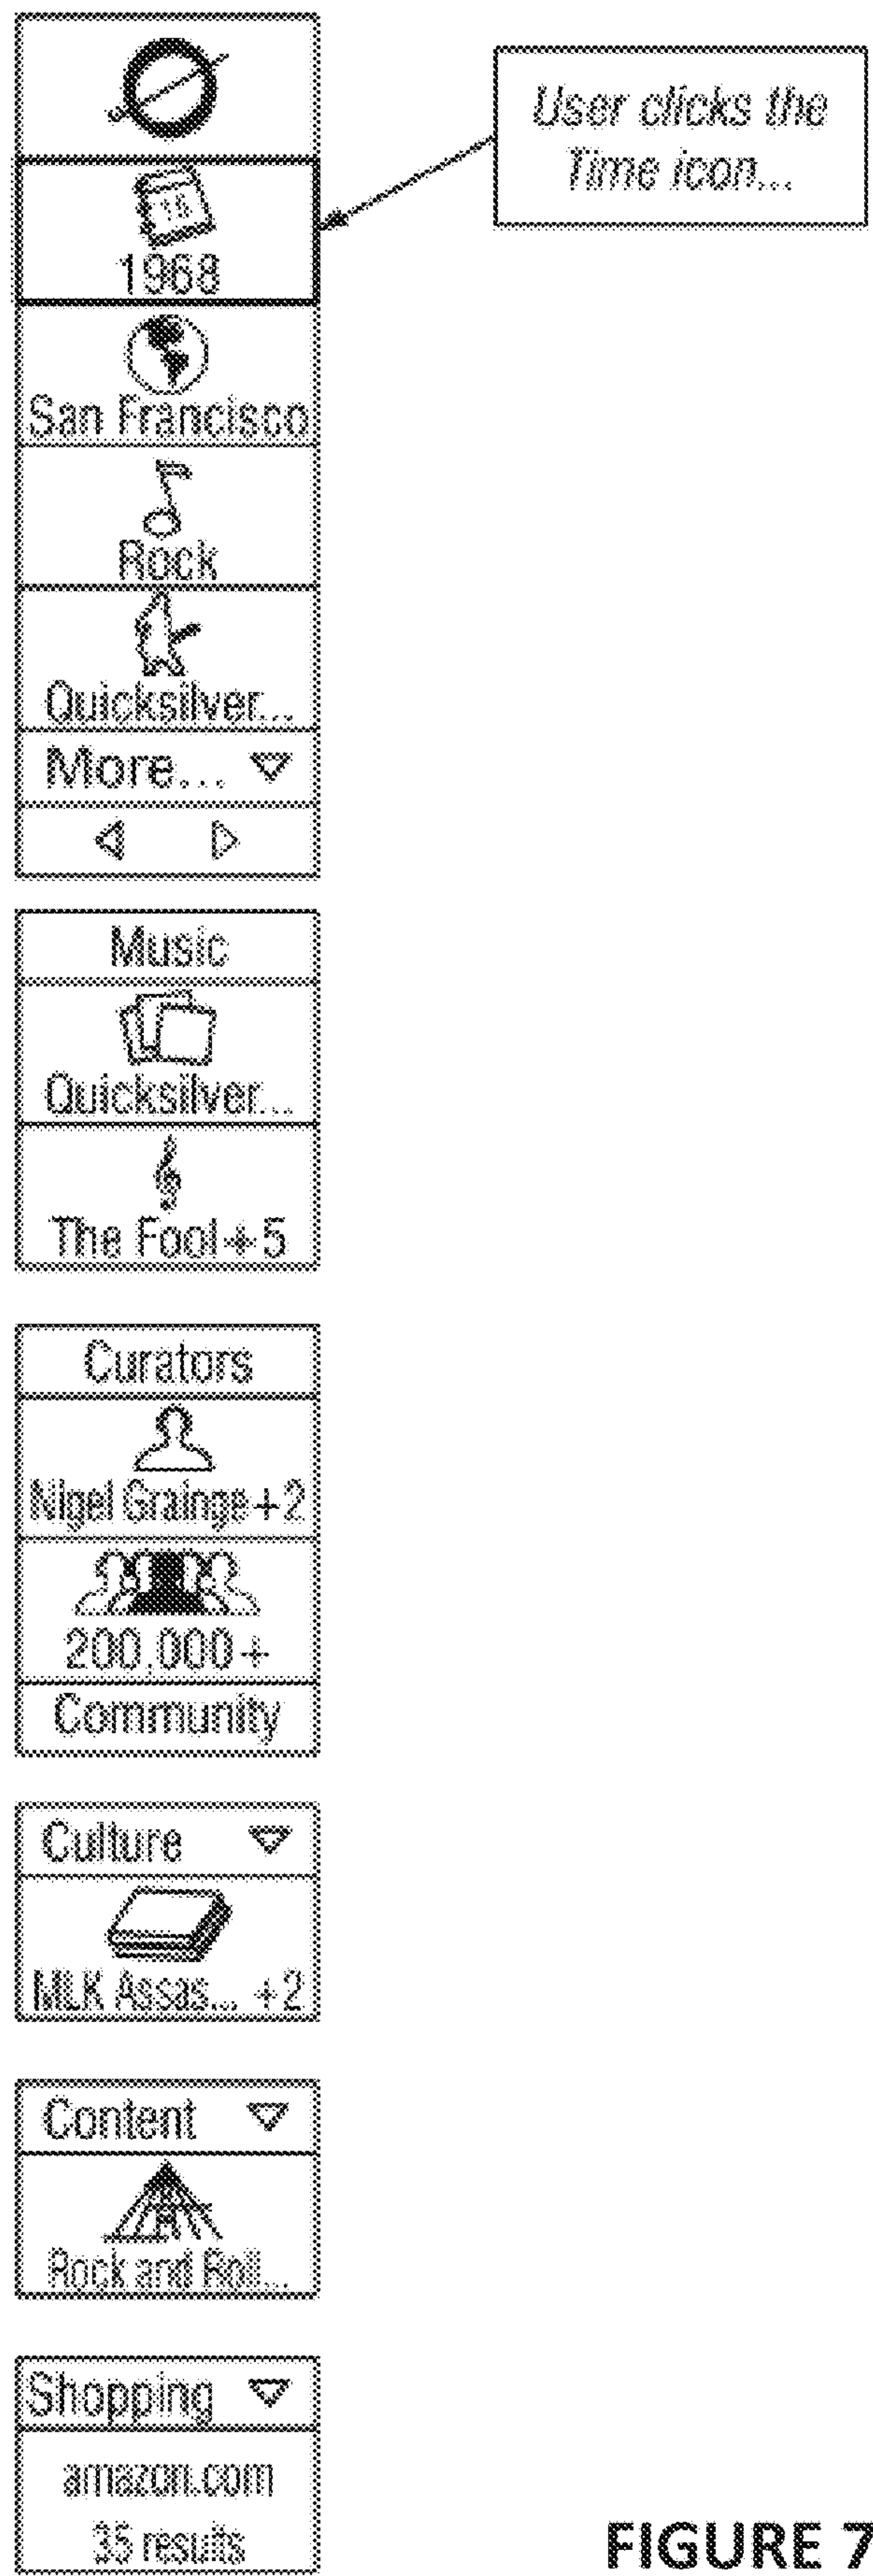 User clicks the
Time icon...
18
1968
San Francisco
Rock
Quicksilver...
More...
Music
Quicksilver...
The Fool+5
Curators
Nigel Grainge+2
200,000+
Community
Culture
MLK Assas... +2
Content
Rock and Roll...
Shopping
amazon.com
35 results
FIGURE 7